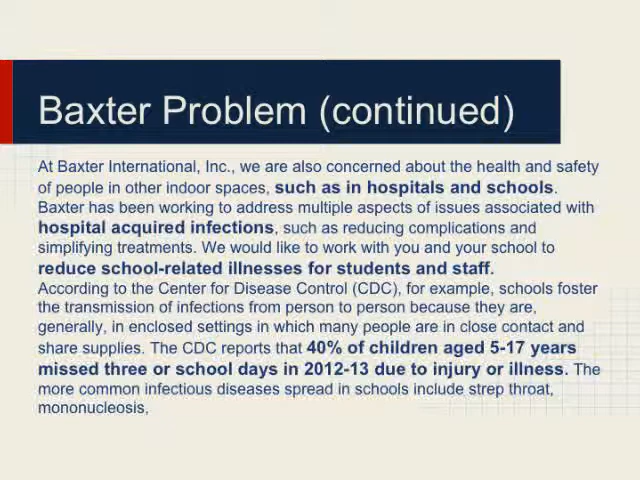 Baxter Problem (continued)
At Baxter International, Inc., we are also concerned about the health and safety
of people in other indoor spaces, such as in hospitals and schools.
Baxter has been working to address multiple aspects of issues associated with
hospital acquired infections, such as reducing complications and
simplifying treatments. We would like to work with you and your school to
reduce school-related illnesses for students and staff.
According to the Center for Disease Control (CDC), for example, schools foster
the transmission of infections from person to person because they are,
generally, in enclosed settings in which many people are in close contact and
share supplies. The CDC reports that 40% of children aged 5-17 years
missed three or school days in 2012-13 due to injury or illness. The
more common infectious diseases spread in schools include strep throat,
mononucleosis,